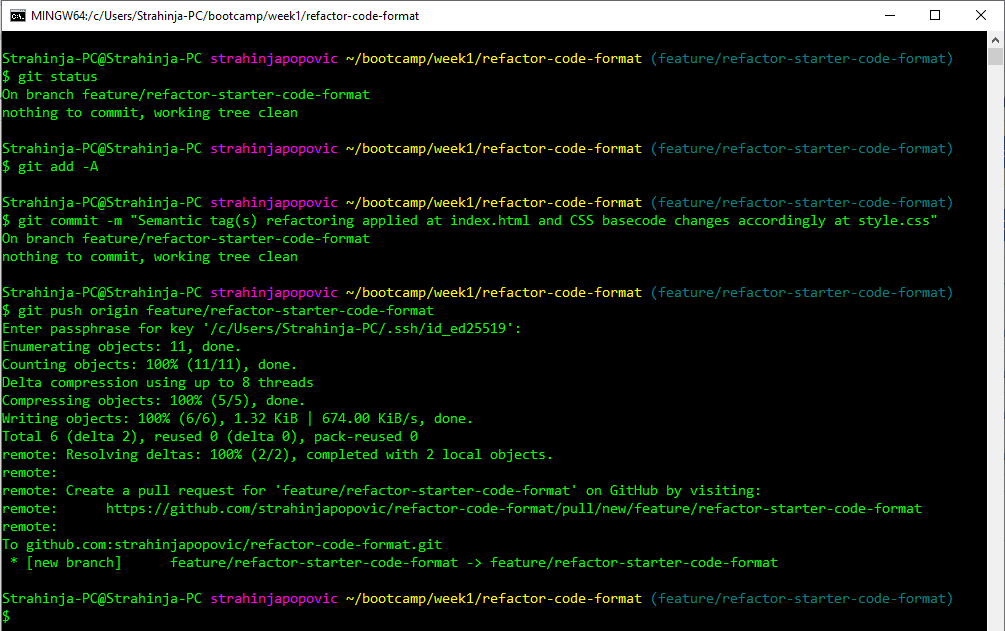 MINGW64:/c/Users/Strahinja-PC/bootcamp/week1/refactor-code-format
Strahinja-PC@Strahinja-PC strahinjapopovic ~/bootcamp/week1/refactor-code-format (feature/refactor-starter-code-format)
$ git status
On branch feature/refactor-starter-code-format
nothing to commit, working tree clean
Strahinja-PC@Strahinja-PC strahinjapopovic ~/bootcamp/week1/refactor-code-format (feature/refactor-starter-code-format)
$ git add -A
Strahinja-PC@Strahinja-PC strahinjapopovic ~/bootcamp/week1/refactor-code-format (feature/refactor-starter-code-format)
$ git commit -m "Semantic tag(s) refactoring applied at index.html and CSS basecode changes accordingly at style.css"
On branch feature/refactor-starter-code-format
nothing to commit, working tree clean
Strahinja-PC@Strahinja-PC strahinjapopovic ~/bootcamp/week1/refactor-code-format (feature/refactor-starter-code-format)
$ git push origin feature/refactor-starter-code-format
Enter passphrase for key '/c/Users/Strahinja-PC/.ssh/id_ed25519':
Enumerating objects: 11, done.
Counting objects: 100% (11/11), done.
Delta compression using up to 8 threads
Compressing objects: 100% (5/5), done.
Writing objects: 100% (6/6), 1.32 KiB | 674.00 KiB/s, done.
Total 6 (delta 2), reused 0 (delta 0), pack-reused 0
remote: Resolving deltas: 100% (2/2), completed with 2 local objects.
remote:
remote: Create a pull request for 'feature/refactor-starter-code-format' on GitHub by visiting:
remote:      https://github.com/strahinjapopovic/refactor-code-format/pull/new/feature/refactor-starter-code-format
remote:
To github.com:strahinjapopovic/refactor-code-format.git
 * [new branch]      feature/refactor-starter-code-format -> feature/refactor-starter-code-format
Strahinja-PC@Strahinja-PC strahinjapopovic ~/bootcamp/week1/refactor-code-format (feature/refactor-starter-code-format)
$